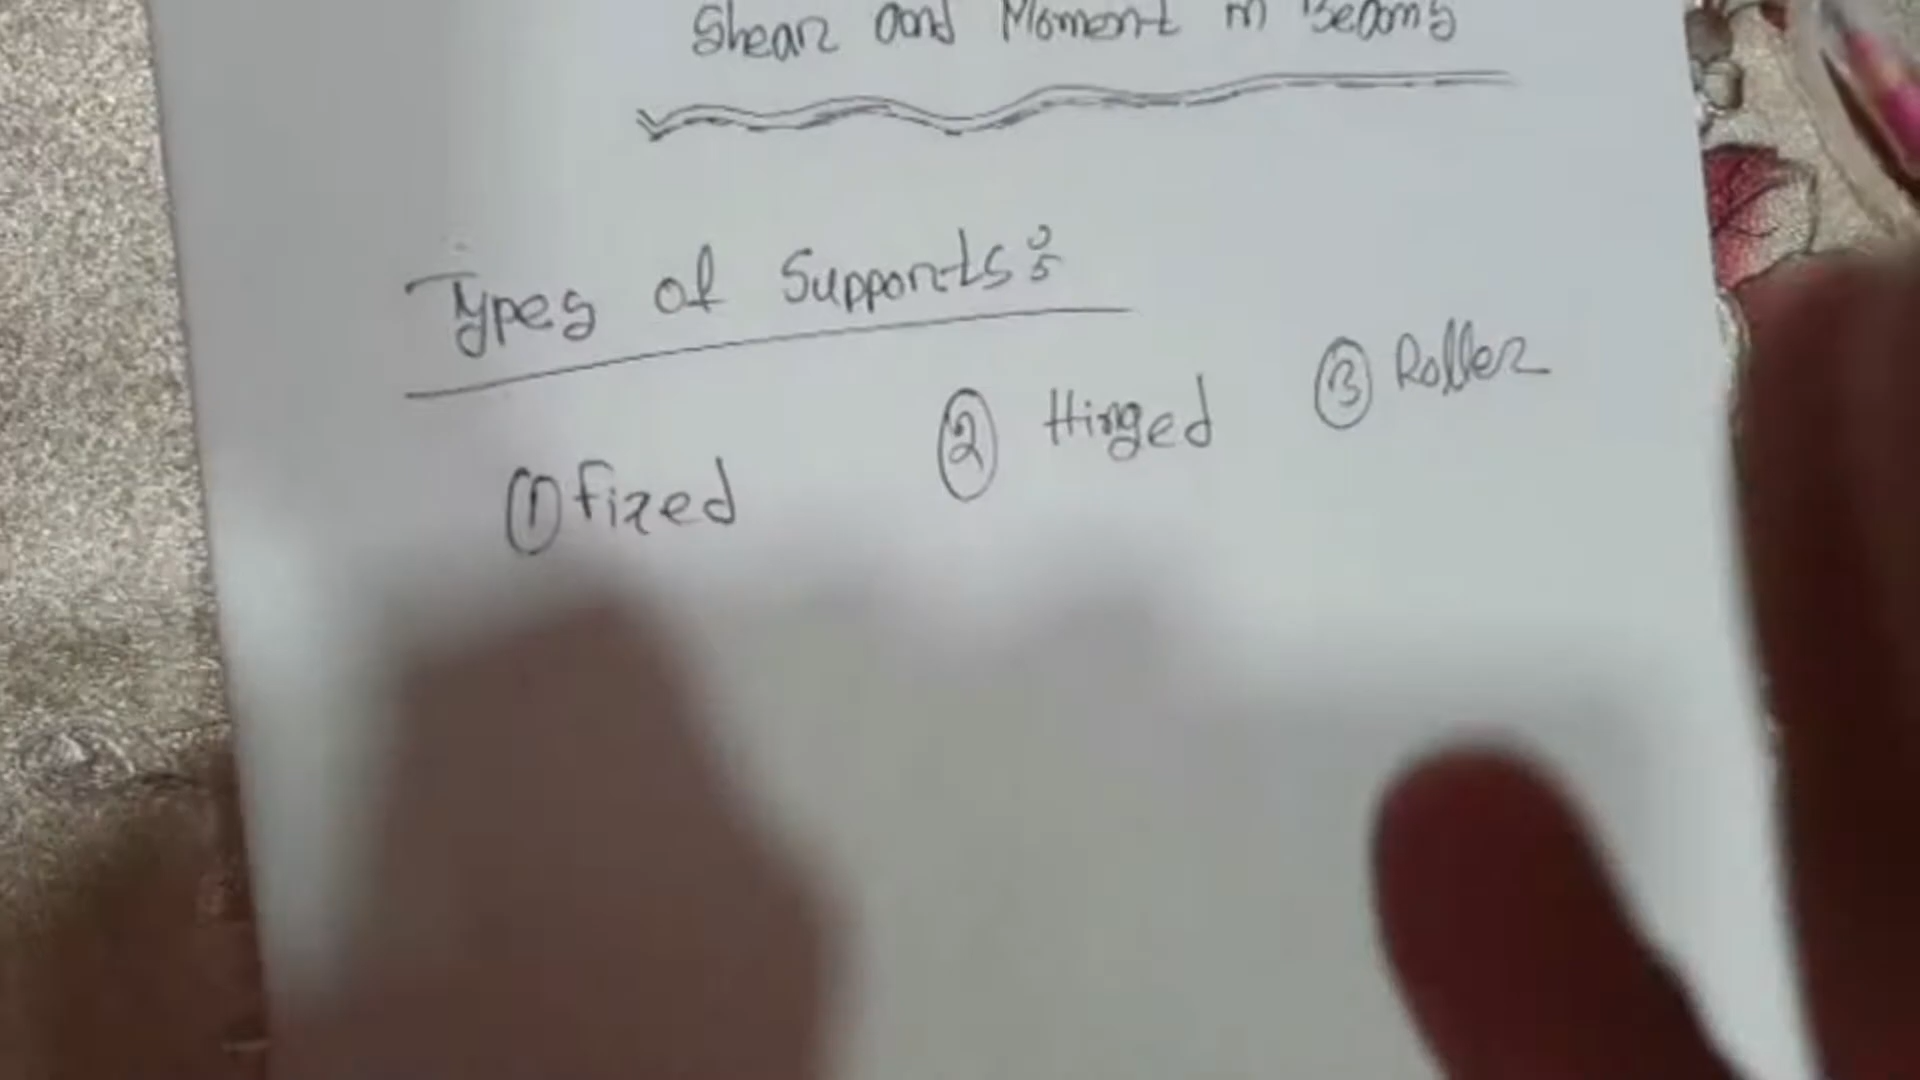 Shear and Moment in Beams
Types of Supports:
① Fixed ② Hinged ③ Roller